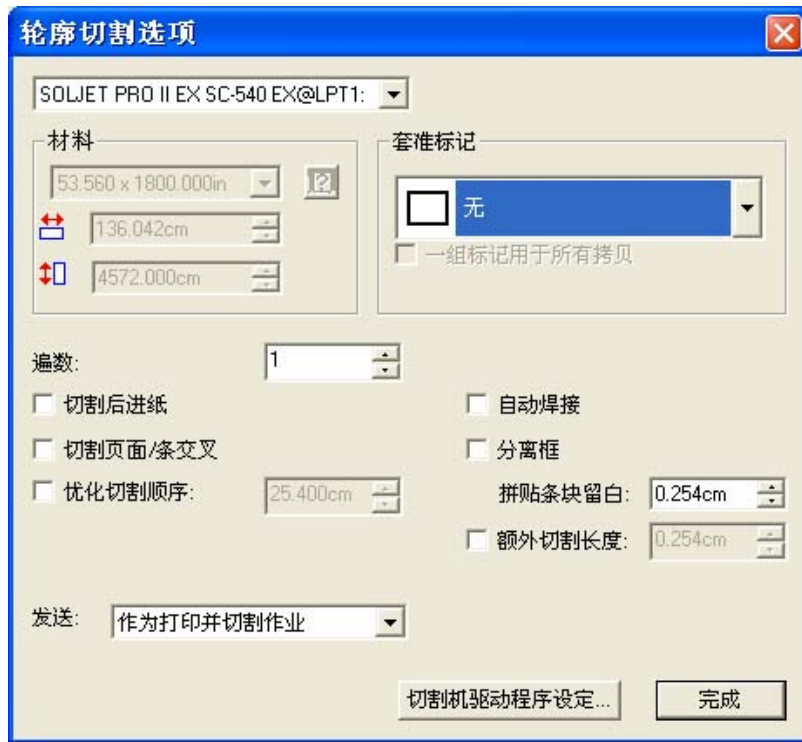 轮廓切割选项
SOLJET PRO II EX SC-540 EX@LPT1:
材料
53.560 x 1800.000in
136.042cm
4572.000cm
套准标记
无
一组标记用于所有拷贝
遍数:
1
切割后进纸
自动焊接
切割页面/条交叉
分离框
优化切割顺序:
25.400cm
拼贴条块留白:
0.254cm
额外切割长度:
0.254cm
发送:
作为打印并切割作业
切割机驱动程序设定...
完成